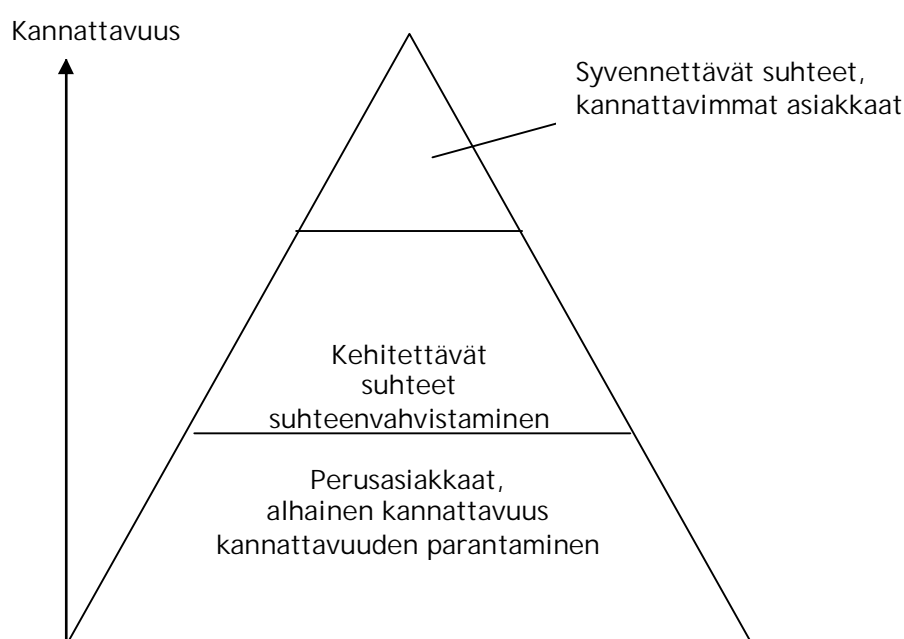 Kannattavuus
Syvennettävät suhteet,
kannattavimmat asiakkaat
Kehitettävät
suhteet
suhteenvahvistaminen
Perusasiakkaat,
alhainen kannattavuus
kannattavuuden parantaminen